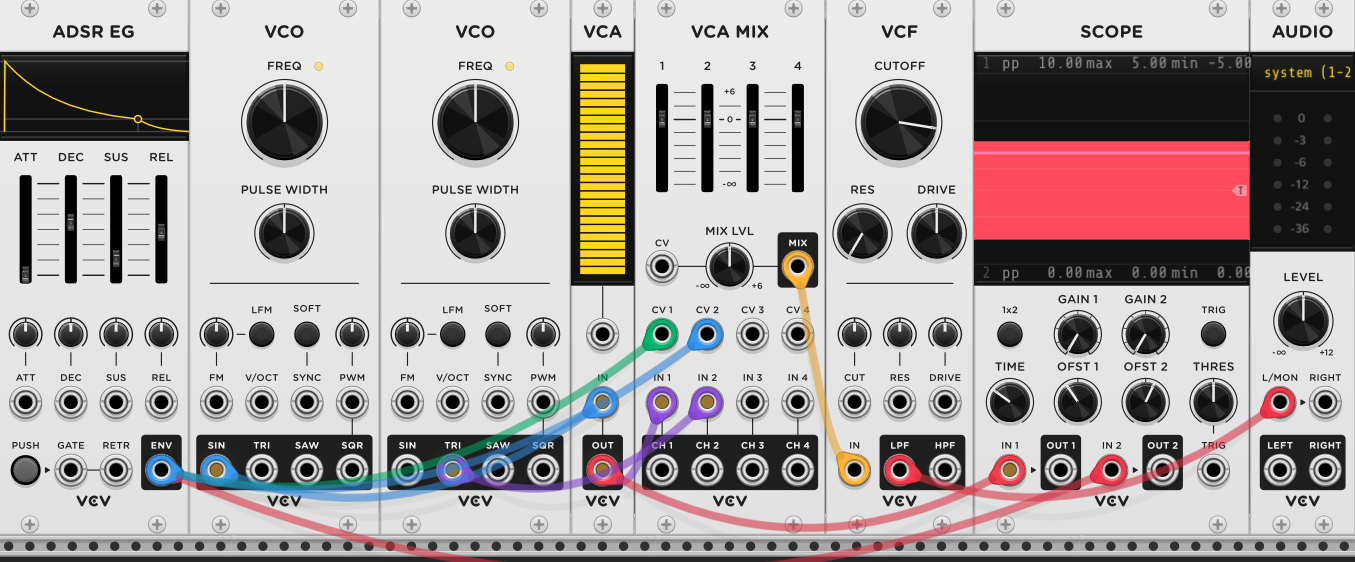 ADSR EG
ATT DEC SUS REL
ATT DEC SUS REL
PUSH GATE RETR ENV
VCV
VCO
FREQ
PULSE WIDTH
LFM SOFT
FM V/OCT SYNC PWM
SIN TRI SAW SQR
VCV
VCO
FREQ
PULSE WIDTH
LFM SOFT
FM V/OCT SYNC PWM
SIN TRI SAW SQR
VCV
VCA
IN
OUT
VCV
VCA MIX
1 2 3 4
+6
0
-∞
MIX LVL
CV MIX
-∞ +6
CV 1 CV 2 CV 3 CV 4
IN 1 IN 2 IN 3 IN 4
CH 1 CH 2 CH 3 CH 4
VCV
VCF
CUTOFF
RES DRIVE
CUT RES DRIVE
IN LPF HPF
VCV
SCOPE
1 pp 10.00 max 5.00 min -5.00
T
2 pp 0.00 max 0.00 min 0.00
1x2 GAIN 1 GAIN 2 TRIG
TIME OFST 1 OFST 2 THRES
IN 1 OUT 1 IN 2 OUT 2 TRIG
VCV
AUDIO
system (1-2
0
-3
-6
-12
-24
-36
LEVEL
-∞ +12
L/MON RIGHT
LEFT RIGHT
VCV